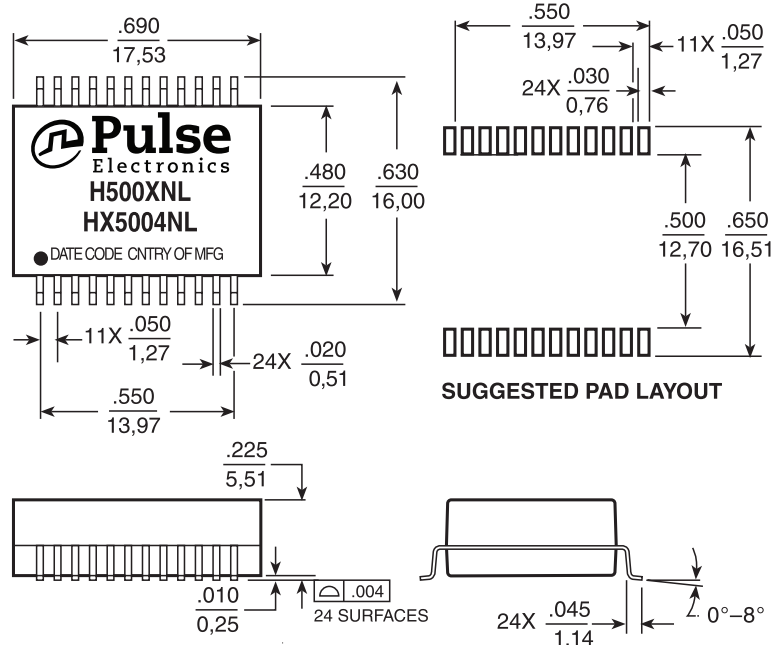 .690
17,53
Pulse
Electronics
H500XNL
HX5004NL
DATE CODE CNTRY OF MFG
.480
12,20
.630
16,00
11X .050
1,27
24X .020
0,51
.550
13,97
.550
13,97
11X .050
1,27
24X .030
0,76
.500
12,70
.650
16,51
SUGGESTED PAD LAYOUT
.225
5,51
.010
0,25
.004
24 SURFACES
24X .045
1,14
0°–8°